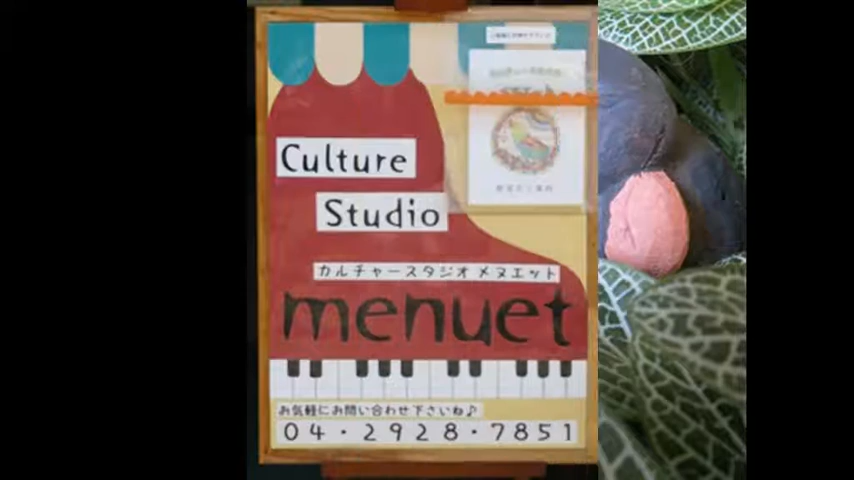 Culture
Studio
カルチャースタジオ メヌエット
menuet
お気軽にお問い合わせ下さいね♪
04・2928・7851